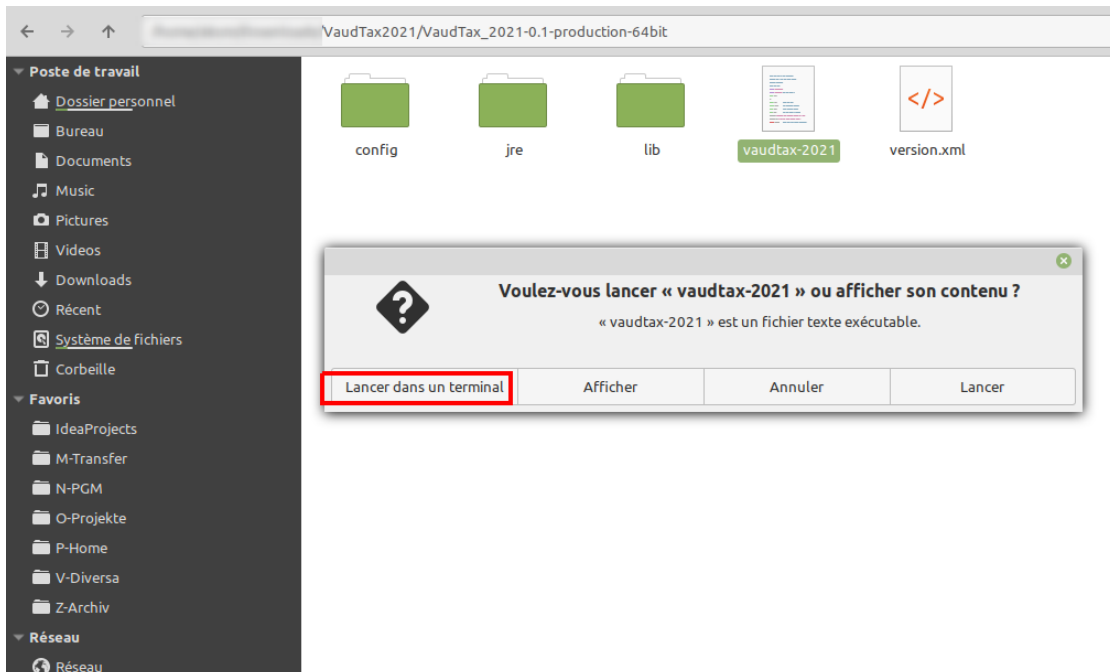 VaudTax2021/VaudTax_2021-0.1-production-64bit
Poste de travail
Dossier personnel
Bureau
Documents
Music
Pictures
Videos
Downloads
Récent
Système de fichiers
Corbeille
Favoris
IdeaProjects
M-Transfer
N-PGM
O-Projekte
P-Home
V-Diversa
Z-Archiv
Réseau
Réseau
config jre lib vaudtax-2021 version.xml
Voulez-vous lancer « vaudtax-2021 » ou afficher son contenu ?
« vaudtax-2021 » est un fichier texte exécutable.
Lancer dans un terminal Afficher Annuler Lancer